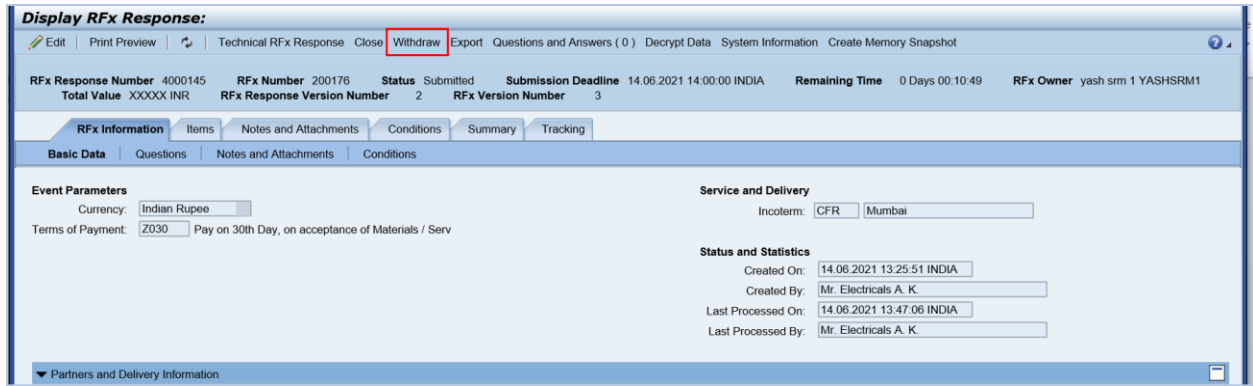 Display RFx Response:
Edit Print Preview Technical RFx Response Close Withdraw Export Questions and Answers ( 0 ) Decrypt Data System Information Create Memory Snapshot
RFx Response Number 4000145 RFx Number 200176 Status Submitted Submission Deadline 14.06.2021 14:00:00 INDIA Remaining Time 0 Days 00:10:49 RFx Owner yash srm 1 YASHSRM1
Total Value XXXXX INR RFx Response Version Number 2 RFx Version Number 3
RFx Information Items Notes and Attachments Conditions Summary Tracking
Basic Data Questions Notes and Attachments Conditions
Event Parameters
Currency: Indian Rupee
Terms of Payment: Z030 Pay on 30th Day, on acceptance of Materials / Serv
Service and Delivery
Incoterm: CFR Mumbai
Status and Statistics
Created On: 14.06.2021 13:25:51 INDIA
Created By: Mr. Electricals A. K.
Last Processed On: 14.06.2021 13:47:06 INDIA
Last Processed By: Mr. Electricals A. K.
Partners and Delivery Information